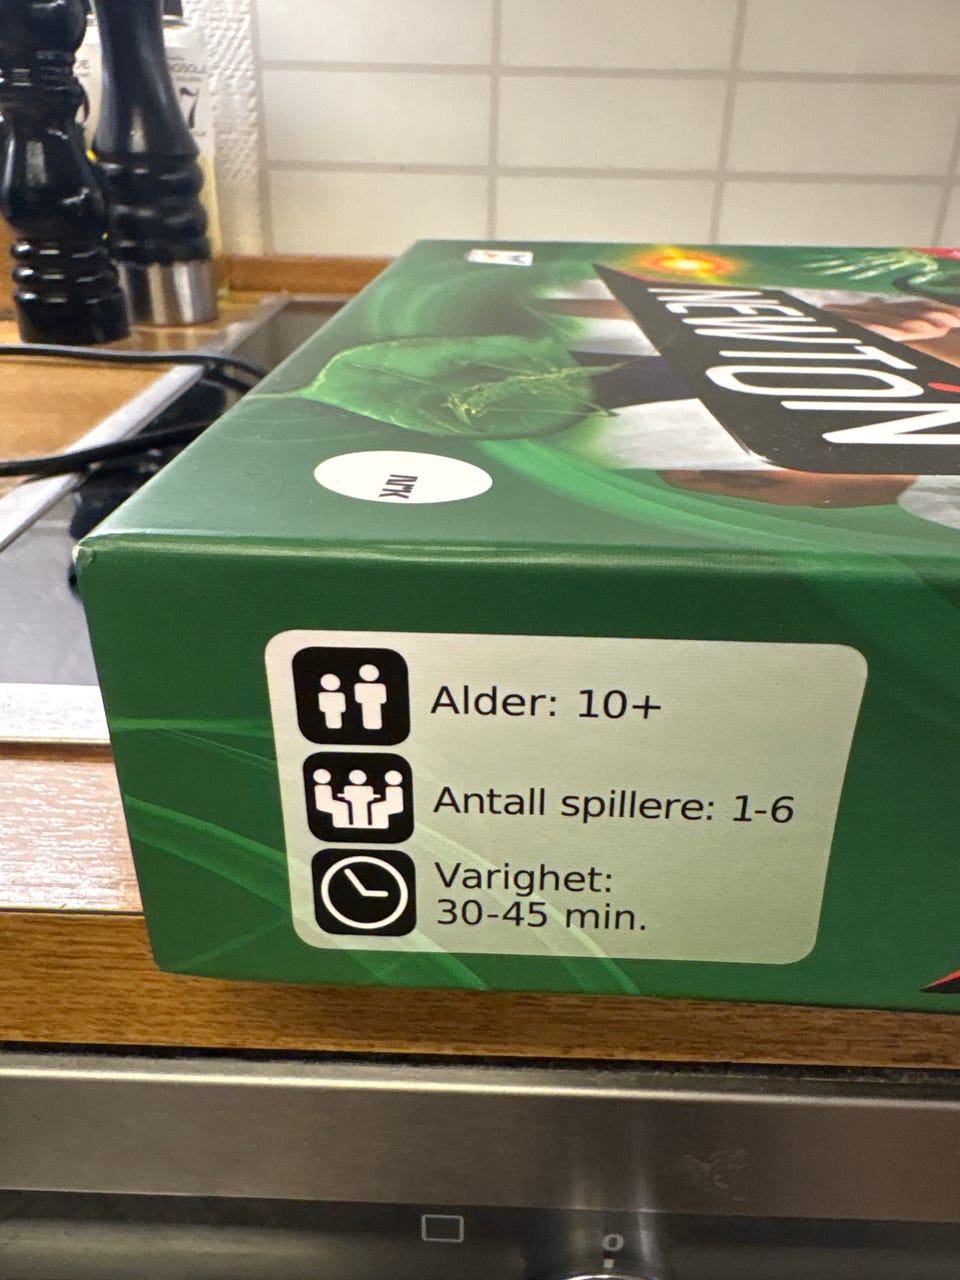 NEWTON
NRK
Alder: 10+
Antall spillere: 1-6
Varighet:
30-45 min.